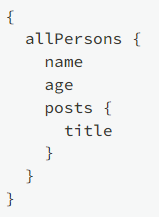 {
  allPersons {
    name
    age
    posts {
      title
    }
  }
}